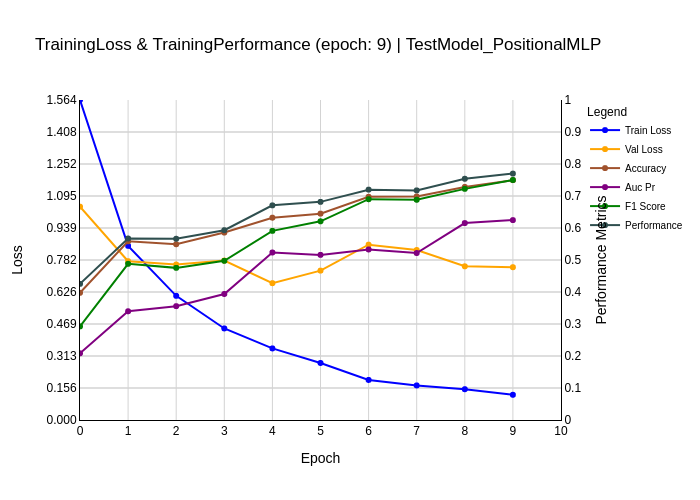 TrainingLoss & TrainingPerformance (epoch: 9) | TestModel_PositionalMLP
1.564
1.408
1.252
1.095
0.939
0.782
0.626
0.469
0.313
0.156
0.000
Loss
0 1 2 3 4 5 6 7 8 9 10
Epoch
1
0.9
0.8
0.7
0.6
0.5
0.4
0.3
0.2
0.1
0
Performance Metrics
Legend
Train Loss
Val Loss
Accuracy
Auc Pr
F1 Score
Performance